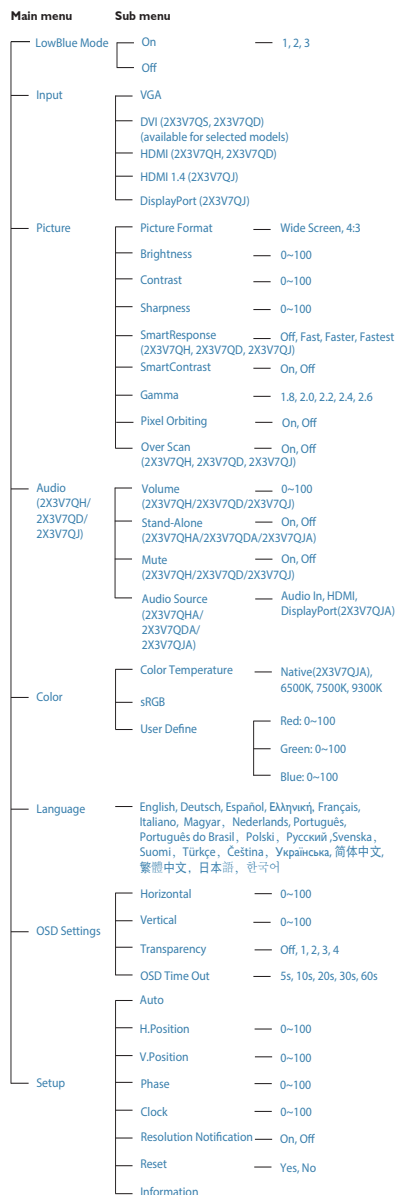 Main menu Sub menu
LowBlue Mode On 1, 2, 3
Off
Input VGA
DVI (2X3V7QS, 2X3V7QD)
(available for selected models)
HDMI (2X3V7QH, 2X3V7QD)
HDMI 1.4 (2X3V7QJ)
DisplayPort (2X3V7QJ)
Picture Picture Format Wide Screen, 4:3
Brightness 0~100
Contrast 0~100
Sharpness 0~100
SmartResponse Off, Fast, Faster, Fastest
(2X3V7QH, 2X3V7QD, 2X3V7QJ)
SmartContrast On, Off
Gamma 1.8, 2.0, 2.2, 2.4, 2.6
Pixel Orbiting On, Off
Over Scan On, Off
(2X3V7QH, 2X3V7QD, 2X3V7QJ)
Audio Volume 0~100
(2X3V7QH/ (2X3V7QH/2X3V7QD/2X3V7QJ)
2X3V7QD/ Stand-Alone On, Off
2X3V7QJ) (2X3V7QHA/2X3V7QDA/2X3V7QJA)
Mute On, Off
(2X3V7QH/2X3V7QD/2X3V7QJ)
Audio Source Audio In, HDMI,
(2X3V7QHA/ DisplayPort(2X3V7QJA)
2X3V7QDA/
2X3V7QJA)
Color Color Temperature Native(2X3V7QJA),
6500K, 7500K, 9300K
sRGB
User Define Red: 0~100
Green: 0~100
Blue: 0~100
Language English, Deutsch, Español, Ελληνική, Français,
Italiano, Magyar, Nederlands, Português,
Português do Brasil, Polski, Русский ,Svenska,
Suomi, Türkçe, Čeština, Українська, 简体中文,
繁體中文, 日本語, 한국어
OSD Settings Horizontal 0~100
Vertical 0~100
Transparency Off, 1, 2, 3, 4
OSD Time Out 5s, 10s, 20s, 30s, 60s
Setup Auto
H.Position 0~100
V.Position 0~100
Phase 0~100
Clock 0~100
Resolution Notification On, Off
Reset Yes, No
Information